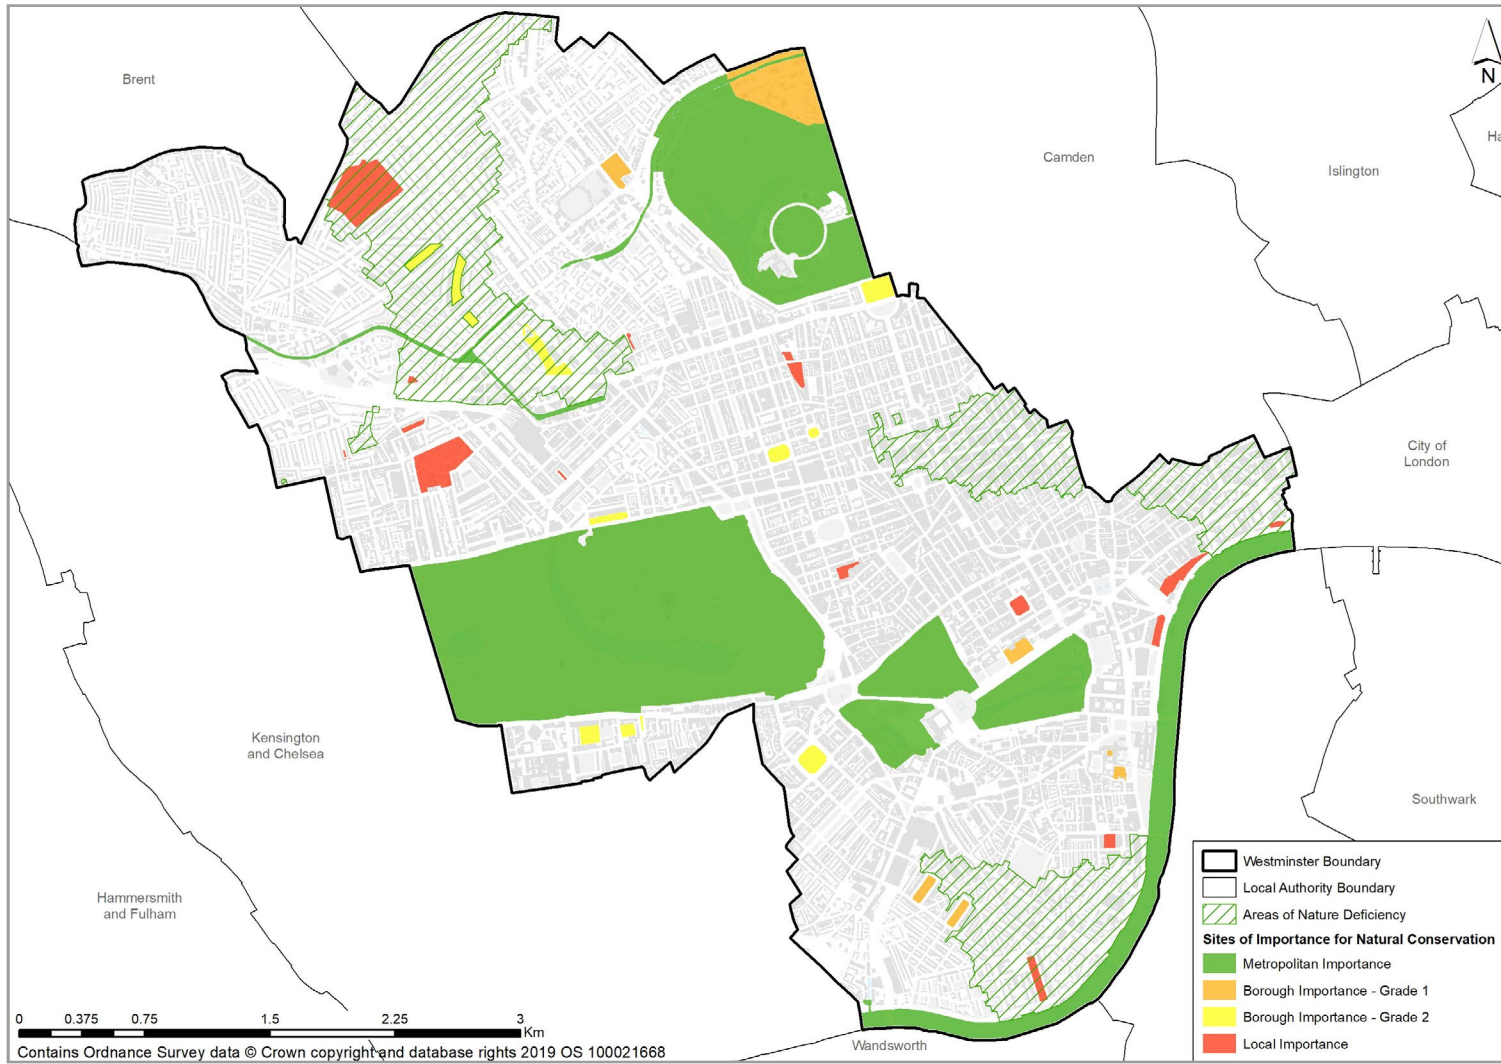 Brent
N
Ha
Camden
Islington
City of
London
Kensington
and Chelsea
Southwark
Hammersmith
and Fulham
Wandsworth
Westminster Boundary
Local Authority Boundary
Areas of Nature Deficiency
Sites of Importance for Natural Conservation
Metropolitan Importance
Borough Importance - Grade 1
Borough Importance - Grade 2
Local Importance
0 0.375 0.75 1.5 2.25 3
Km
Contains Ordnance Survey data © Crown copyright and database rights 2019 OS 100021668